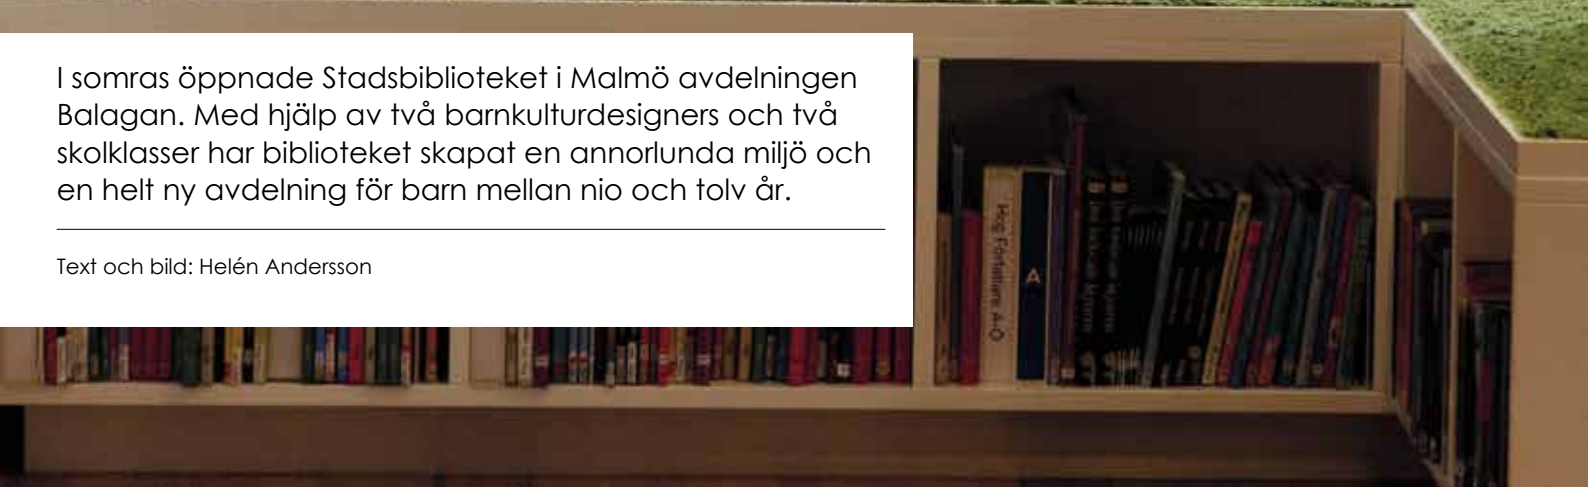 I somras öppnade Stadsbiblioteket i Malmö avdelningen
Balagan. Med hjälp av två barnkulturdesigners och två
skolklasser har biblioteket skapat en annorlunda miljö och
en helt ny avdelning för barn mellan nio och tolv år.
Text och bild: Helén Andersson
A